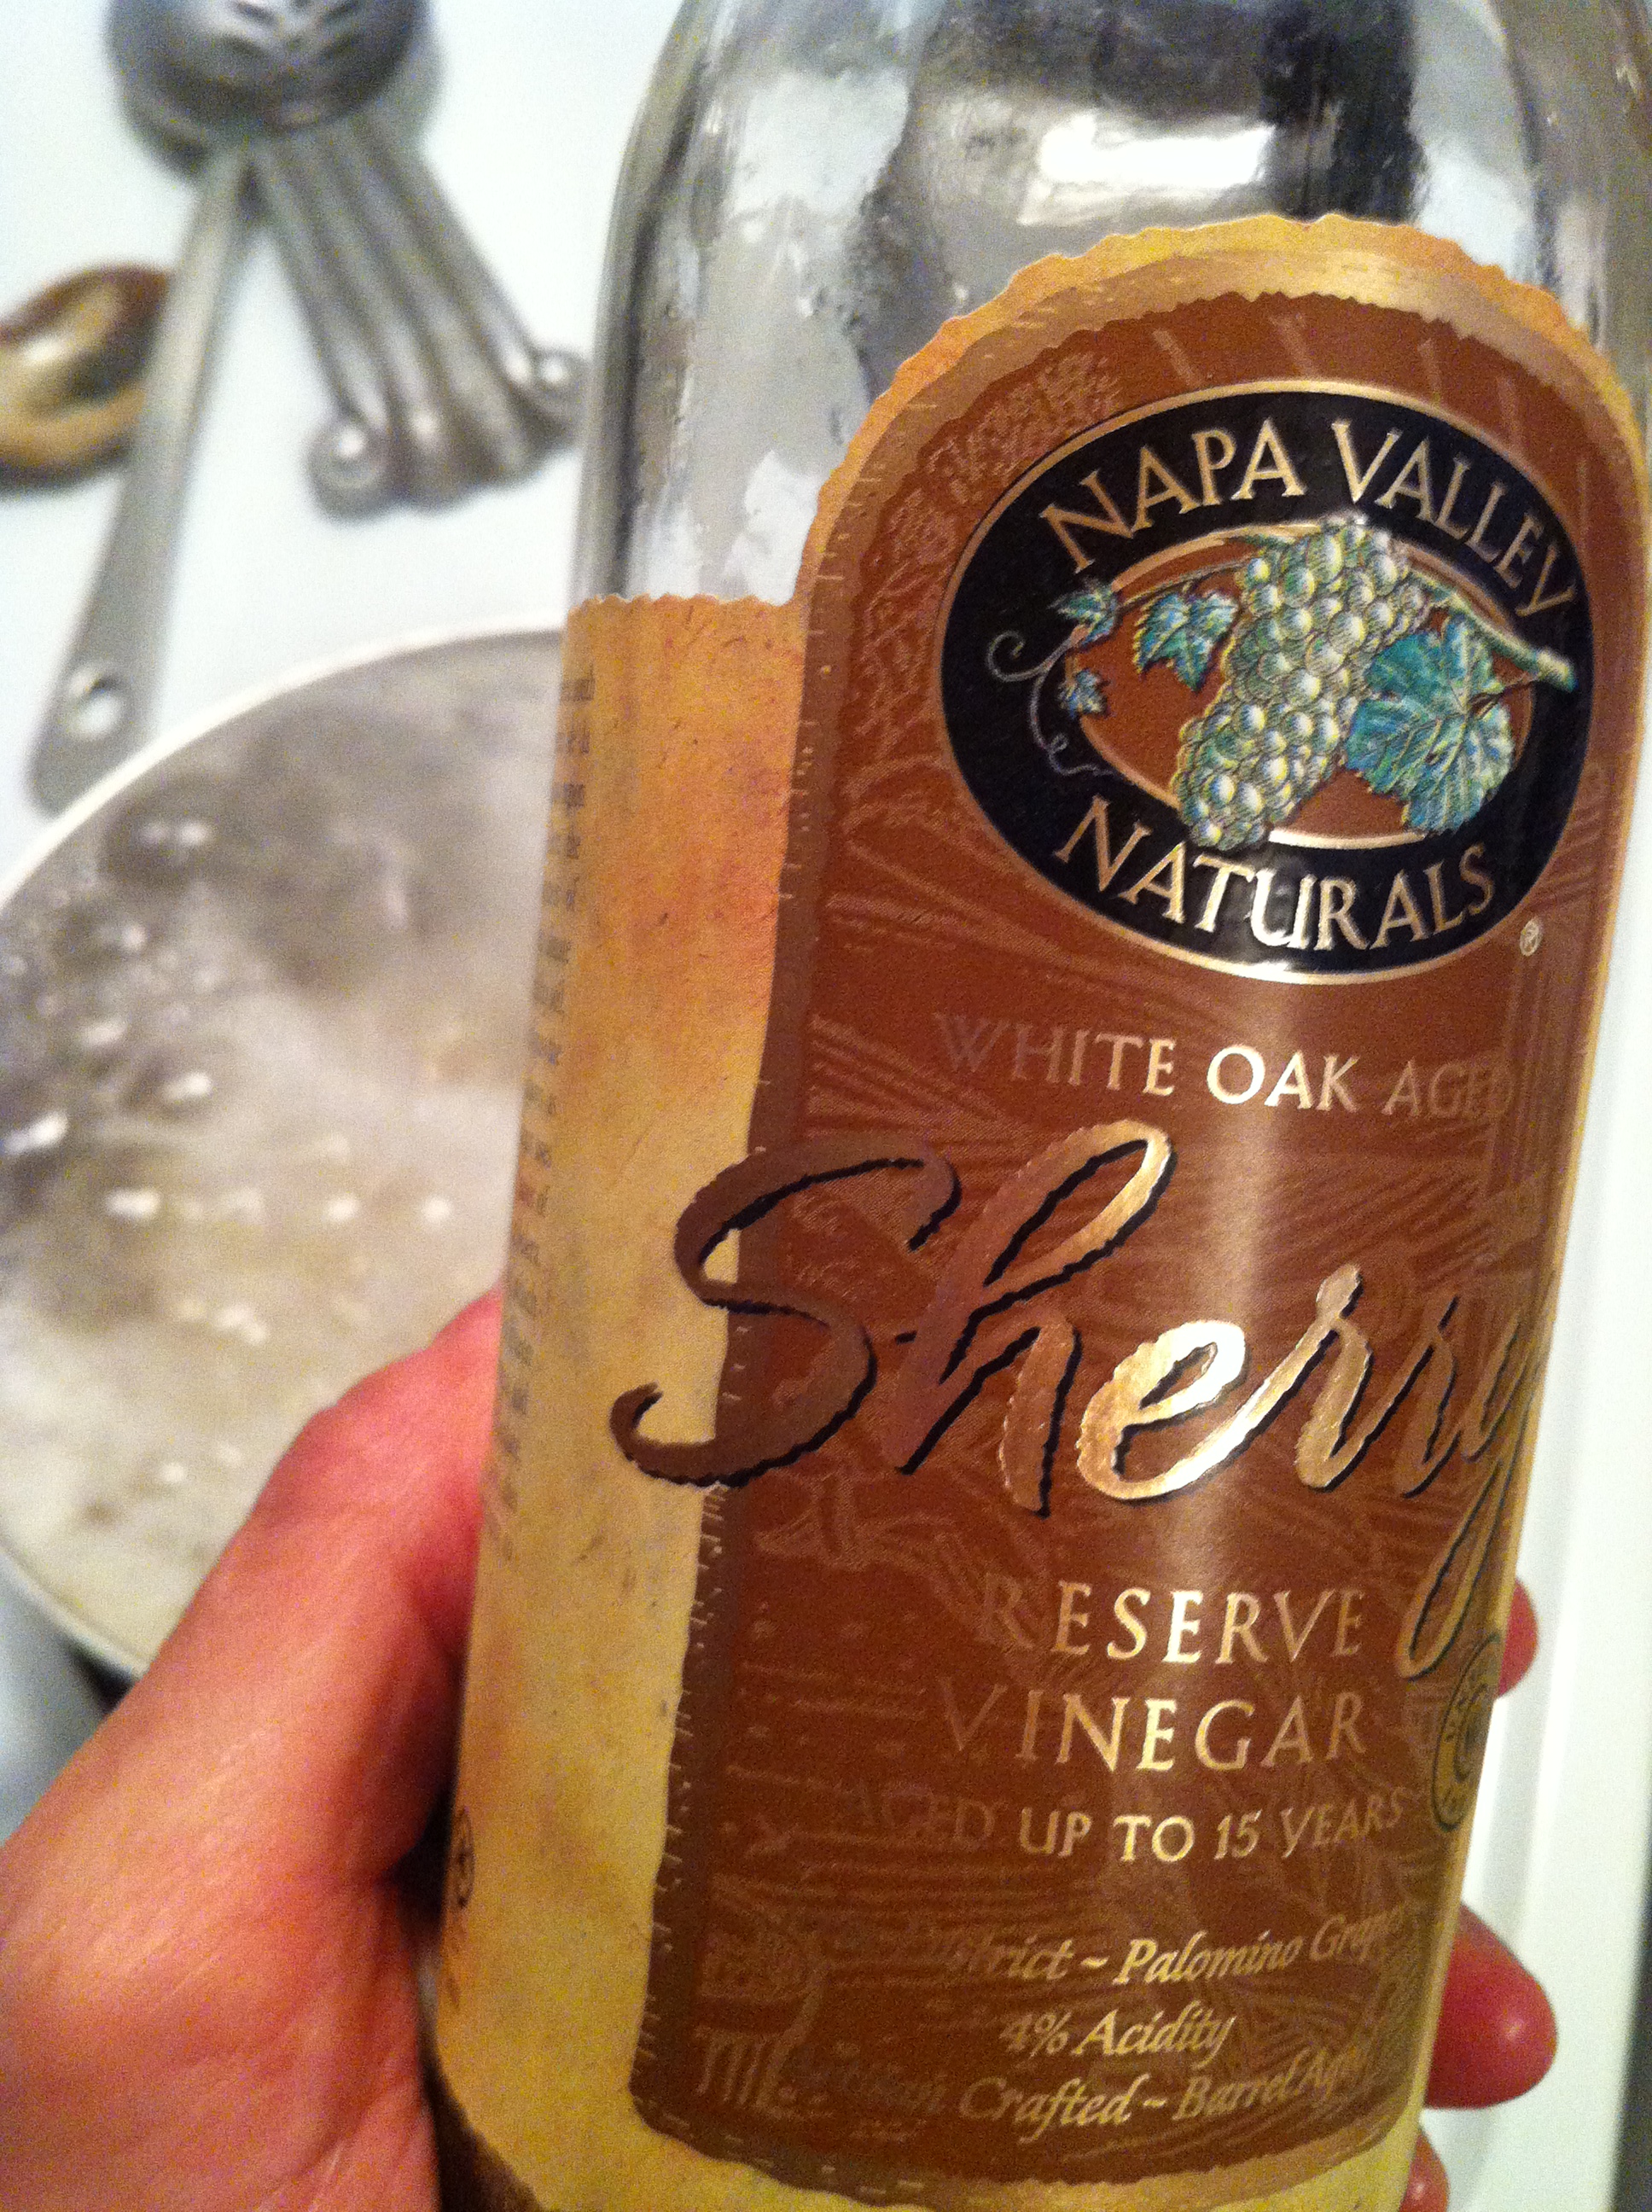 NAPA VALLEY
NATURALS
®
WHITE OAK AGED
Sherry
RESERVE
VINEGAR
AGED UP TO 15 YEARS
~ Palomino
4% Acidity
Crafted ~ Barrel Aged